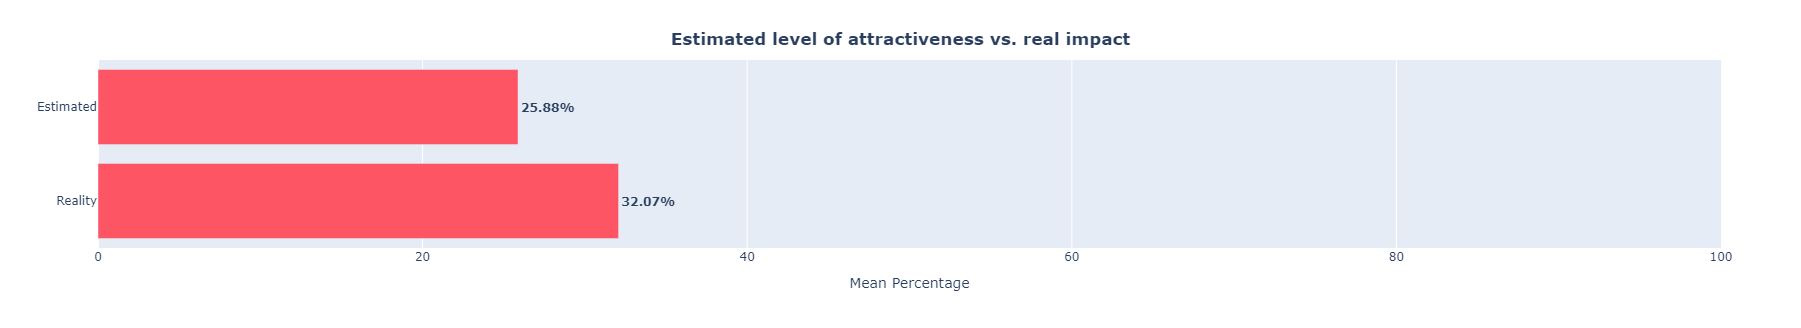 Estimated level of attractiveness vs. real impact
Estimated
25.88%
Reality
32.07%
0 20 40 60 80 100
Mean Percentage